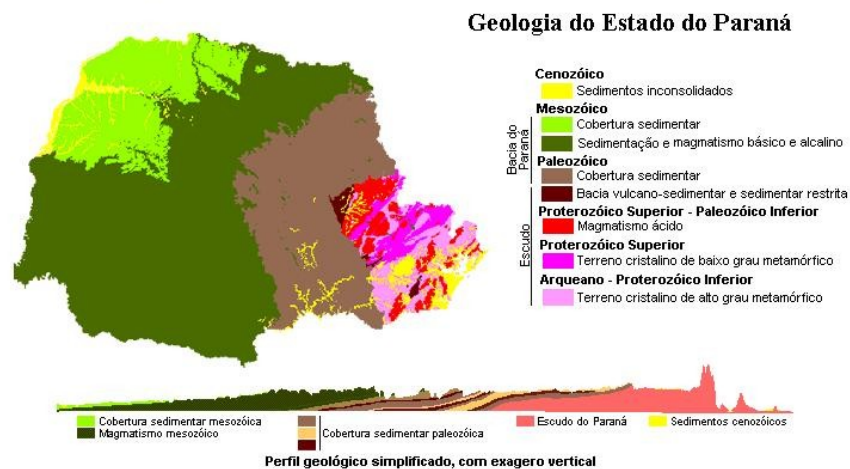 Geologia do Estado do Paraná
Cenozóico
Sedimentos inconsolidados
Mesozóico
Cobertura sedimentar
Sedimentação e magmatismo básico e alcalino
Bacia do
Paraná
Paleozóico
Cobertura sedimentar
Bacia vulcano-sedimentar e sedimentar restrita
Escudo
Proterozóico Superior - Paleozóico Inferior
Magmatismo ácido
Proterozóico Superior
Terreno cristalino de baixo grau metamórfico
Arqueano - Proterozóico Inferior
Terreno cristalino de alto grau metamórfico
Cobertura sedimentar mesozóica
Magmatismo mesozóico
Cobertura sedimentar paleozóica
Escudo do Paraná
Sedimentos cenozóicos
Perfil geológico simplificado, com exagero vertical